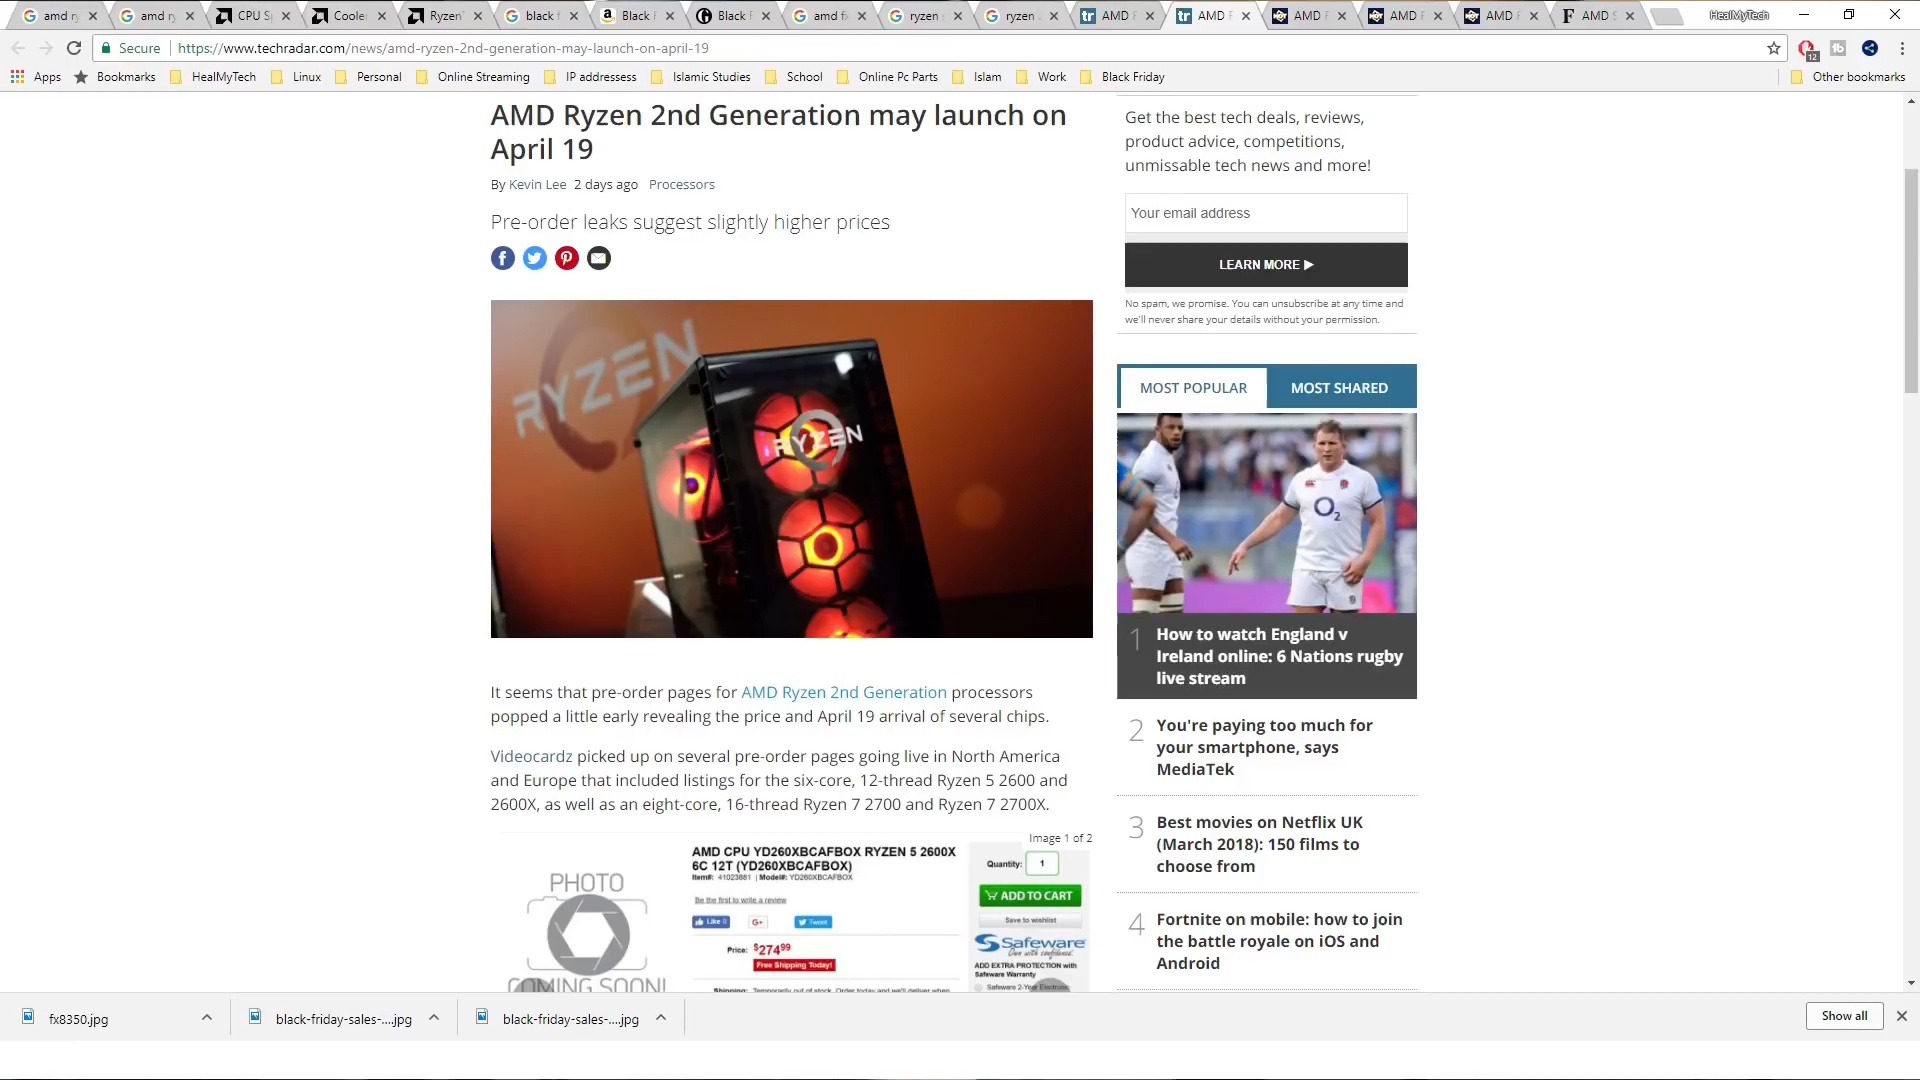 amd ry
amd ry
CPU S
Cooler
Ryzen
black f
Black
Black
amd f
ryzen
ryzen
AMD
AMD
AMD
AMD
AMD
AMD
HealMyTech
Secure
https://www.techradar.com/news/amd-ryzen-2nd-generation-may-launch-on-april-19
12
Apps
Bookmarks
HealMyTech
Linux
Personal
Online Streaming
IP addressess
Islamic Studies
School
Online Pc Parts
Islam
Work
Black Friday
Other bookmarks
AMD Ryzen 2nd Generation may launch on
April 19
By Kevin Lee 2 days ago Processors
Pre-order leaks suggest slightly higher prices
RYZEN
RYZEN
It seems that pre-order pages for AMD Ryzen 2nd Generation processors
popped a little early revealing the price and April 19 arrival of several chips.
Videocardz picked up on several pre-order pages going live in North America
and Europe that included listings for the six-core, 12-thread Ryzen 5 2600 and
2600X, as well as an eight-core, 16-thread Ryzen 7 2700 and Ryzen 7 2700X.
Image 1 of 2
PHOTO
COMING SOON!
AMD CPU YD260XBCAFBOX RYZEN 5 2600X
6C 12T (YD260XBCAFBOX)
Item#: 41023881 | Model#: YD260XBCAFBOX
Be the first to write a review
Like 0
G+
Tweet
Price: $274.99
Free Shipping Today!
Shipping: Temporarily out of stock. Order today and we'll deliver when
Quantity: 1
ADD TO CART
Save to wishlist
Safeware
Own with confidence.
ADD EXTRA PROTECTION with
Safeware Warranty
Safeware 2-Year Electronic
Get the best tech deals, reviews,
product advice, competitions,
unmissable tech news and more!
Your email address
LEARN MORE ▶
No spam, we promise. You can unsubscribe at any time and
we'll never share your details without your permission.
MOST POPULAR
MOST SHARED
O2
1
How to watch England v
Ireland online: 6 Nations rugby
live stream
2
You're paying too much for
your smartphone, says
MediaTek
3
Best movies on Netflix UK
(March 2018): 150 films to
choose from
4
Fortnite on mobile: how to join
the battle royale on iOS and
Android
fx8350.jpg
black-friday-sales-....jpg
black-friday-sales-....jpg
Show all